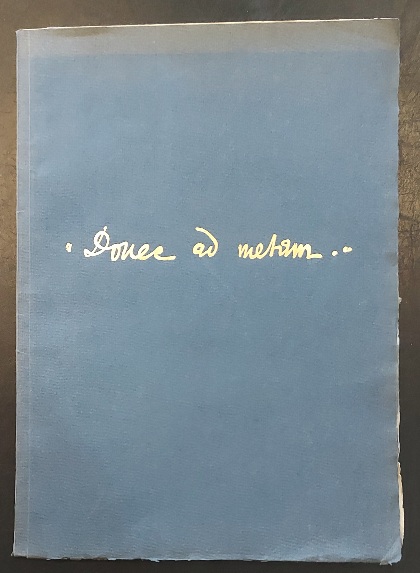 • Donec ad metam . -